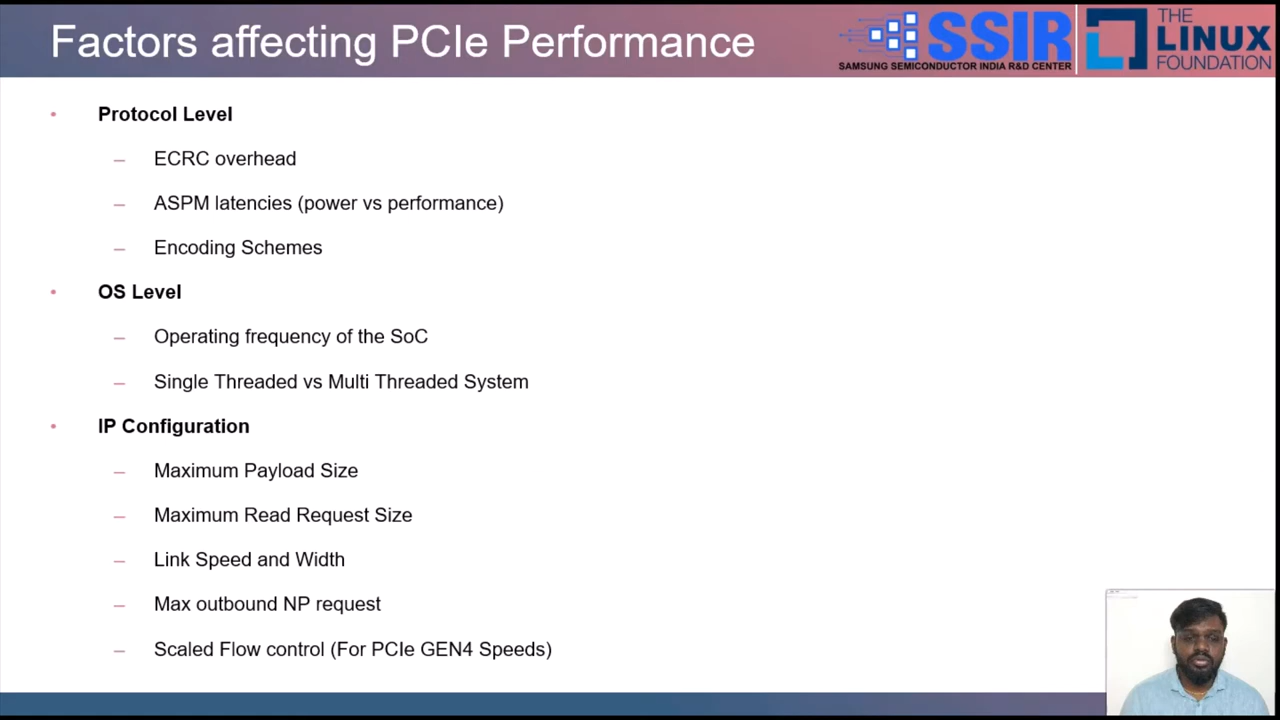 Factors affecting PCIe Performance
SSIR
SAMSUNG SEMICONDUCTOR INDIA R&D CENTER
THE
LINUX
FOUNDATION
• Protocol Level
– ECRC overhead
– ASPM latencies (power vs performance)
– Encoding Schemes
• OS Level
– Operating frequency of the SoC
– Single Threaded vs Multi Threaded System
• IP Configuration
– Maximum Payload Size
– Maximum Read Request Size
– Link Speed and Width
– Max outbound NP request
– Scaled Flow control (For PCIe GEN4 Speeds)